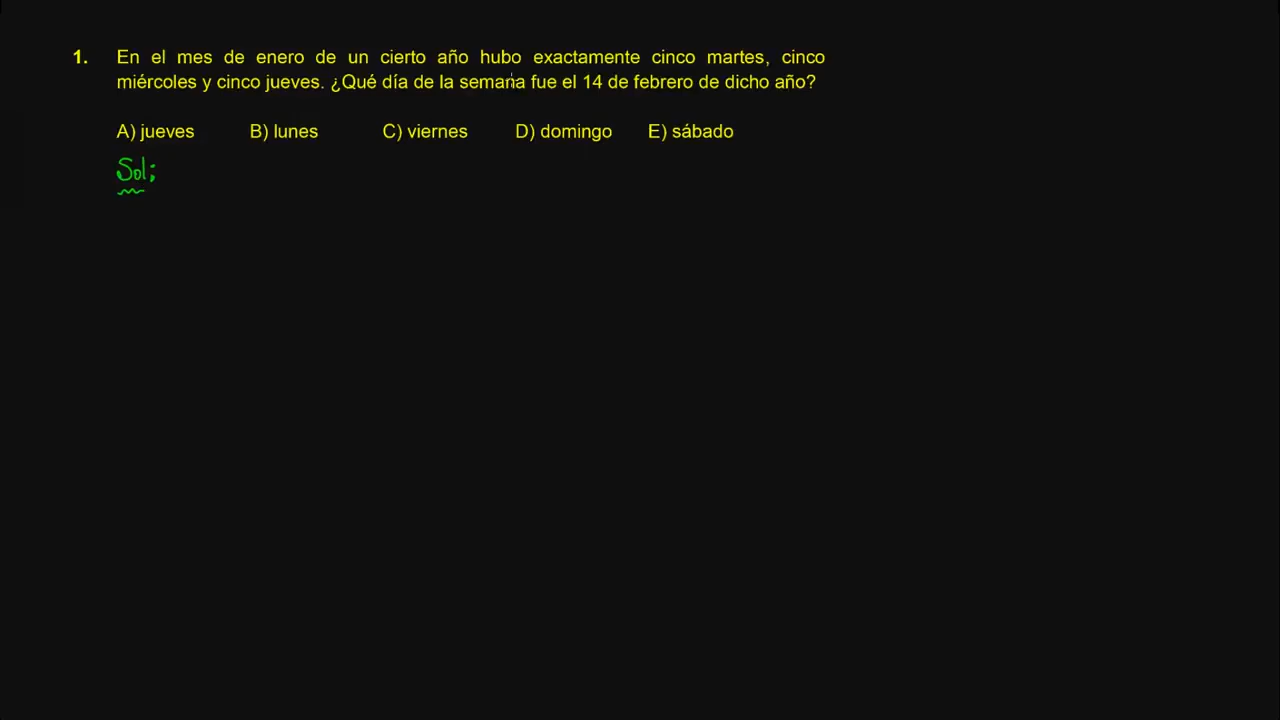 1. En el mes de enero de un cierto año hubo exactamente cinco martes, cinco
miércoles y cinco jueves. ¿Qué día de la semana fue el 14 de febrero de dicho año?
A) jueves B) lunes C) viernes D) domingo E) sábado
Sol;